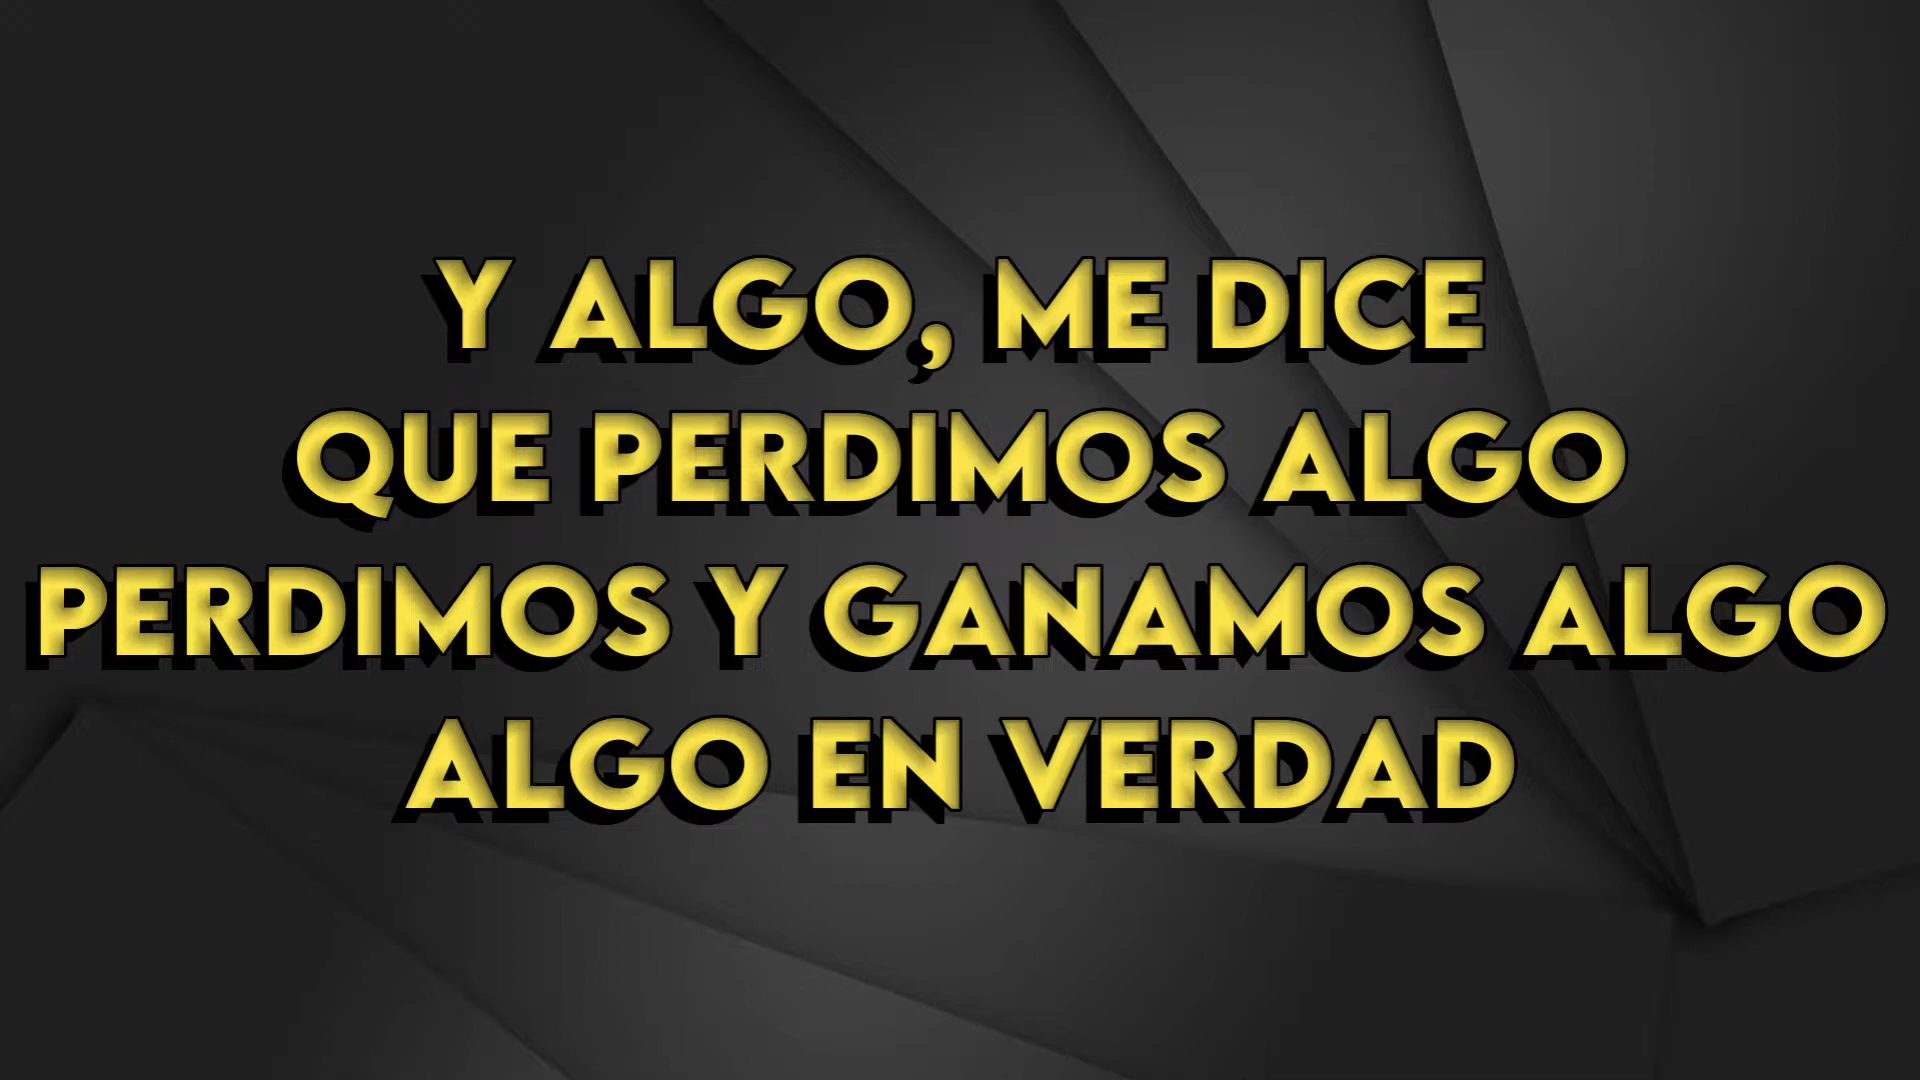 Y ALGO, ME DICE
QUE PERDIMOS ALGO
PERDIMOS Y GANAMOS ALGO
ALGO EN VERDAD